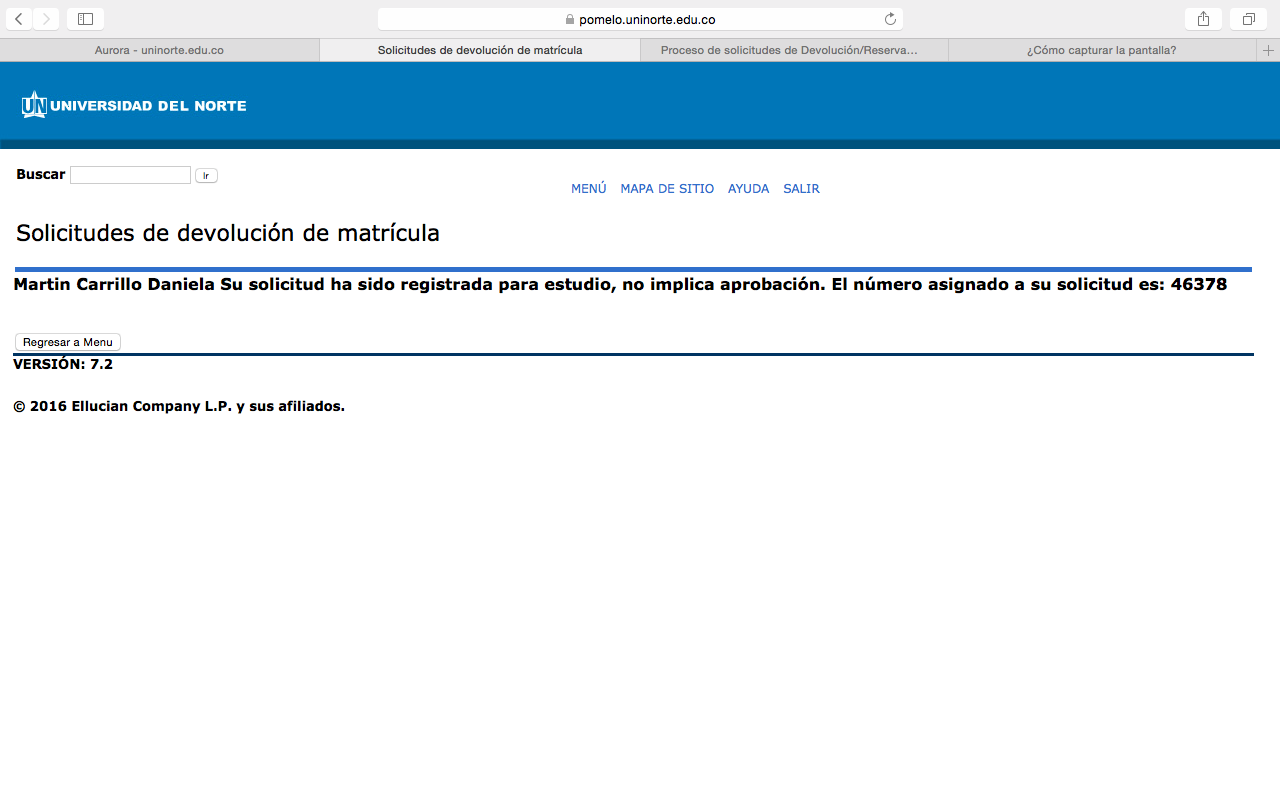 pomelo.uninorte.edu.co
Aurora - uninorte.edu.co
Solicitudes de devolución de matrícula
Proceso de solicitudes de Devolución/Reserva...
¿Cómo capturar la pantalla?
UN UNIVERSIDAD DEL NORTE
Buscar Ir
MENÚ MAPA DE SITIO AYUDA SALIR
Solicitudes de devolución de matrícula
Martin Carrillo Daniela Su solicitud ha sido registrada para estudio, no implica aprobación. El número asignado a su solicitud es: 46378
Regresar a Menu
VERSIÓN: 7.2
© 2016 Ellucian Company L.P. y sus afiliados.